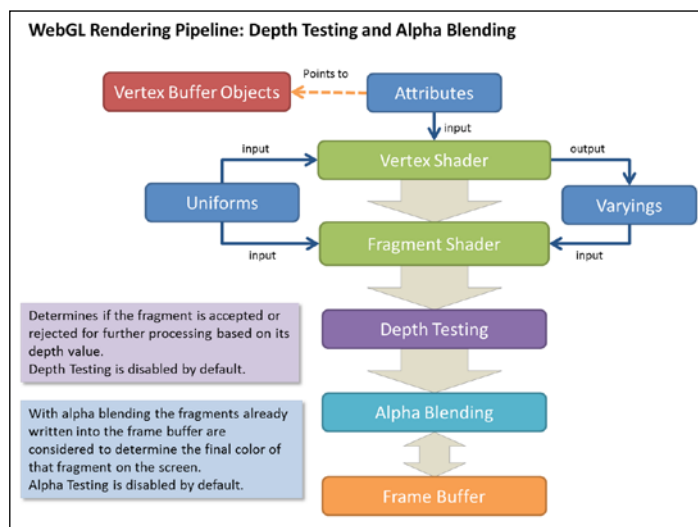 WebGL Rendering Pipeline: Depth Testing and Alpha Blending
Points to
Vertex Buffer Objects
Attributes
input
input
Vertex Shader
output
Uniforms
Varyings
input
Fragment Shader
input
Determines if the fragment is accepted or
rejected for further processing based on its
depth value.
Depth Testing is disabled by default.
Depth Testing
With alpha blending the fragments already
written into the frame buffer are
considered to determine the final color of
that fragment on the screen.
Alpha Testing is disabled by default.
Alpha Blending
Frame Buffer